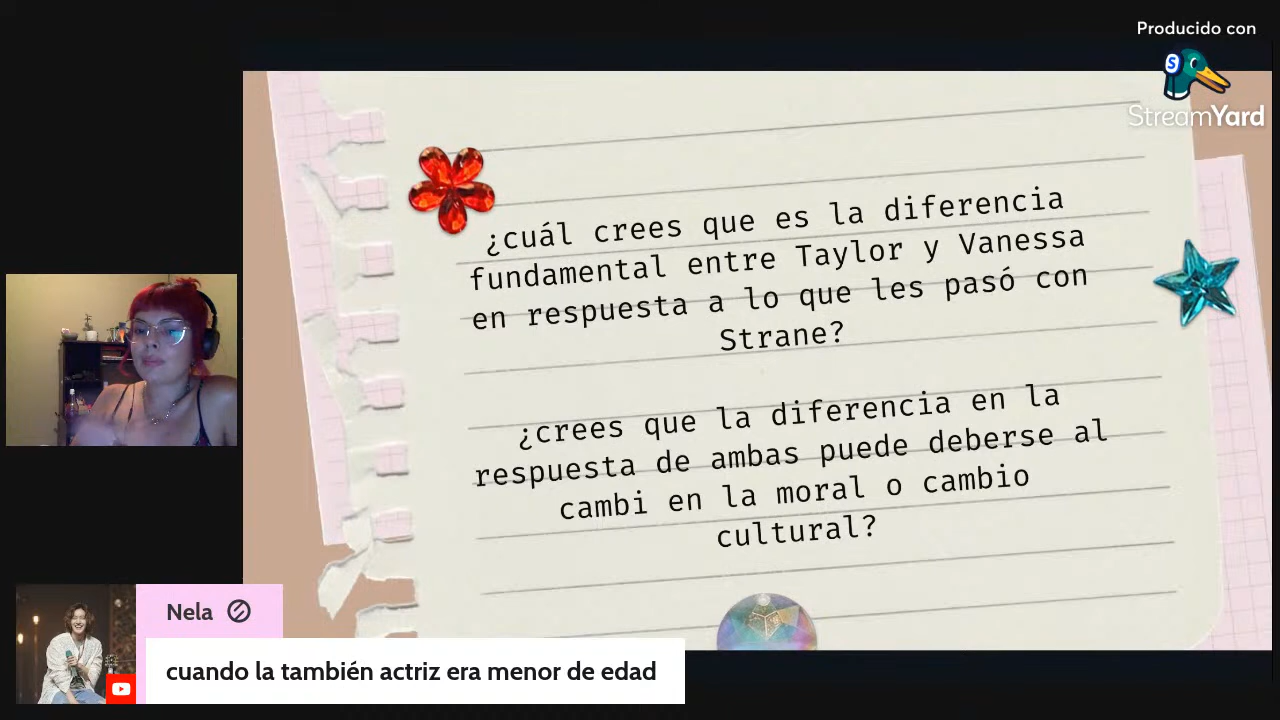 Producido con
StreamYard
¿cuál crees que es la diferencia
fundamental entre Taylor y Vanessa
en respuesta a lo que les pasó con
Strane?
¿crees que la diferencia en la
respuesta de ambas puede deberse al
cambi en la moral o cambio
cultural?
Nela
cuando la también actriz era menor de edad